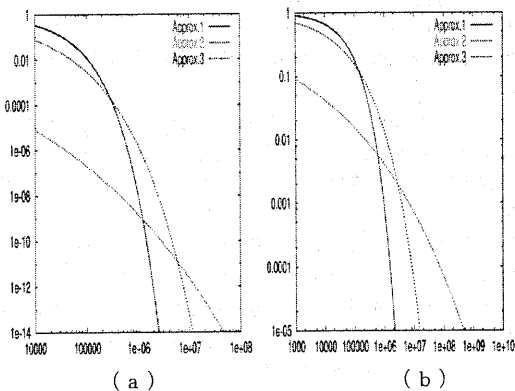 1
0.01
0.0001
1e-06
1e-08
1e-10
1e-12
1e-14
10000 100000 1e+06 1e+07 1e+08
Approx.1
Approx.2
Approx.3
(a)
1
0.1
0.01
0.001
0.0001
1e-05
1000 10000 100000 1e+06 1e+07 1e+08 1e+09 1e+10
Approx.1
Approx.2
Approx.3
(b)